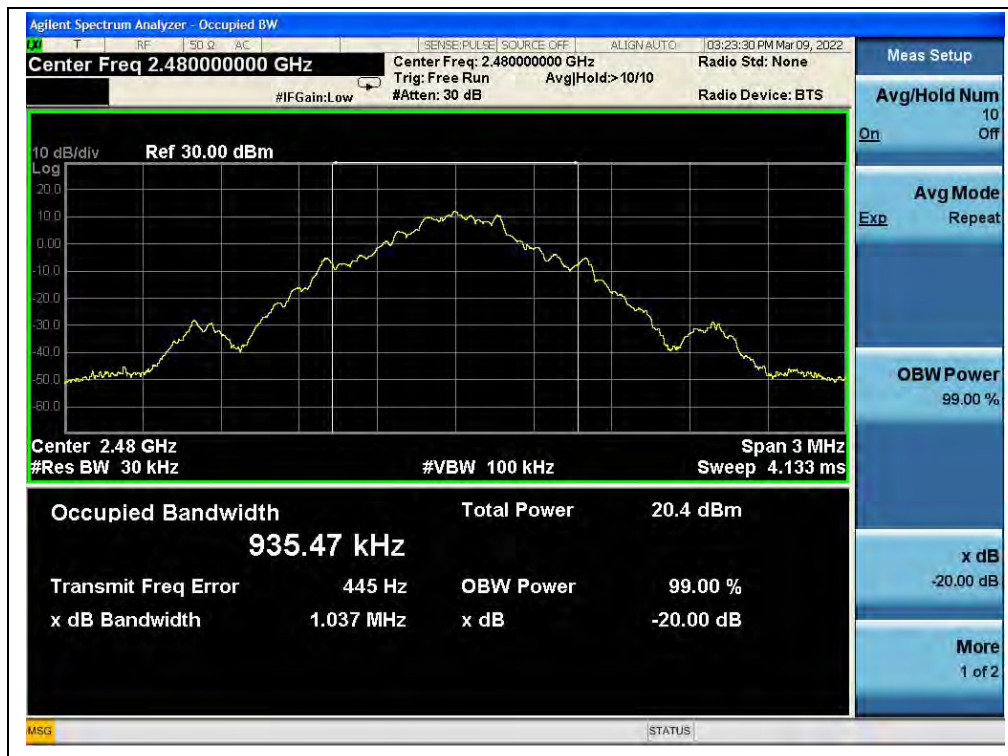 Agilent Spectrum Analyzer - Occupied BW
LXI T RF 50 Ω AC SENSE:PULSE SOURCE OFF ALIGN AUTO 03:23:30 PM Mar 09, 2022
Center Freq 2.480000000 GHz
Center Freq: 2.480000000 GHz
Radio Std: None
Trig: Free Run Avg|Hold:>10/10
#IFGain:Low
#Atten: 30 dB
Radio Device: BTS
10 dB/div Ref 30.00 dBm
Log
20.0
10.0
0.00
-10.0
-20.0
-30.0
-40.0
-50.0
-60.0
Center 2.48 GHz Span 3 MHz
#Res BW 30 kHz #VBW 100 kHz Sweep 4.133 ms
Occupied Bandwidth Total Power 20.4 dBm
935.47 kHz
Transmit Freq Error 445 Hz OBW Power 99.00 %
x dB Bandwidth 1.037 MHz x dB -20.00 dB
Meas Setup
Avg/Hold Num
10
On Off
Avg Mode
Exp Repeat
OBW Power
99.00 %
x dB
-20.00 dB
More
1 of 2
MSG STATUS